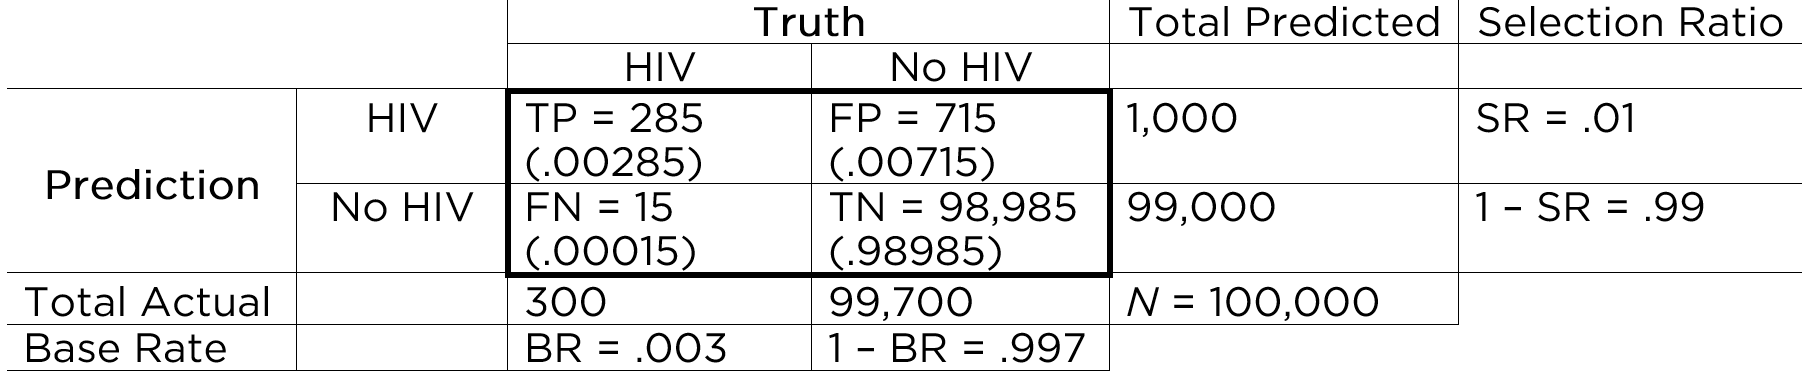 Truth Total Predicted Selection Ratio
HIV No HIV
Prediction HIV TP = 285 FP = 715 1,000 SR = .01
(.00285) (.00715)
No HIV FN = 15 TN = 98,985 99,000 1 – SR = .99
(.00015) (.98985)
Total Actual 300 99,700 N = 100,000
Base Rate BR = .003 1 – BR = .997